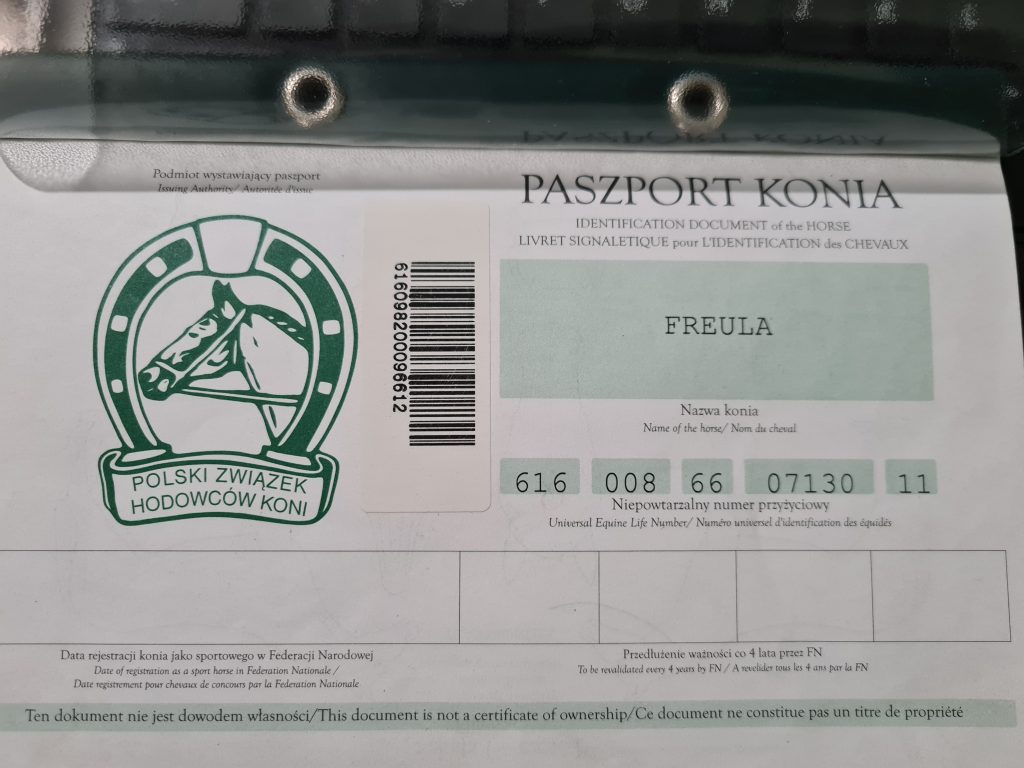 Podmiot wystawiający paszport
Issuing Authority/ Autoritée d'issue
POLSKI ZWIĄZEK
HODOWCÓW KONI
616098200096612
PASZPORT KONIA
IDENTIFICATION DOCUMENT of the HORSE
LIVRET SIGNALETIQUE pour L'IDENTIFICATION des CHEVAUX
FREULA
Nazwa konia
Name of the horse/ Nom du cheval
616 008 66 07130 11
Niepowtarzalny numer przyżyciowy
Universal Equine Life Number/ Numéro universel d'identification des équidés
Data rejestracji konia jako sportowego w Federacji Narodowej
Date of registration as a sport horse in Federation Nationale /
Date registrement pour chevaux de concours par la Federation Nationale
Przedłużenie ważności co 4 lata przez FN
To be revalidated every 4 years by FN / A revelider tous les 4 ans par la FN
Ten dokument nie jest dowodem własności/This document is not a certificate of ownership/Ce document ne constitue pas un titre de propriété